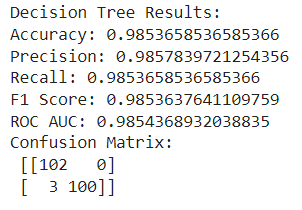 Decision Tree Results:
Accuracy: 0.9853658536585366
Precision: 0.9857839721254356
Recall: 0.9853658536585366
F1 Score: 0.9853637641109759
ROC AUC: 0.9854368932038835
Confusion Matrix:
[[102   0]
[  3 100]]